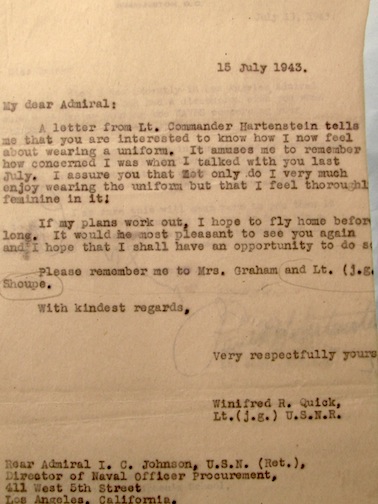 15 July 1943.
My dear Admiral:
A letter from Lt. Commander Hartenstein tells
me that you are interested to know how I now feel
about wearing a uniform. It amuses me to remember
how concerned I was when I talked with you last
July. I assure you that not only do I very much
enjoy wearing the uniform but that I feel thoroughl
feminine in it!
If my plans work out, I hope to fly home before
long. It would be most pleasant to see you again
and I hope that I shall have an opportunity to do so
Please remember me to Mrs. Graham and Lt. (j.g.
Shoupe.
With kindest regards,
Very respectfully yours
Winifred R. Quick,
Lt.(j.g.) U.S.N.R.
Rear Admiral I. C. Johnson, U.S.N. (Ret.),
Director of Naval Officer Procurement,
411 West 5th Street
Los Angeles, California.